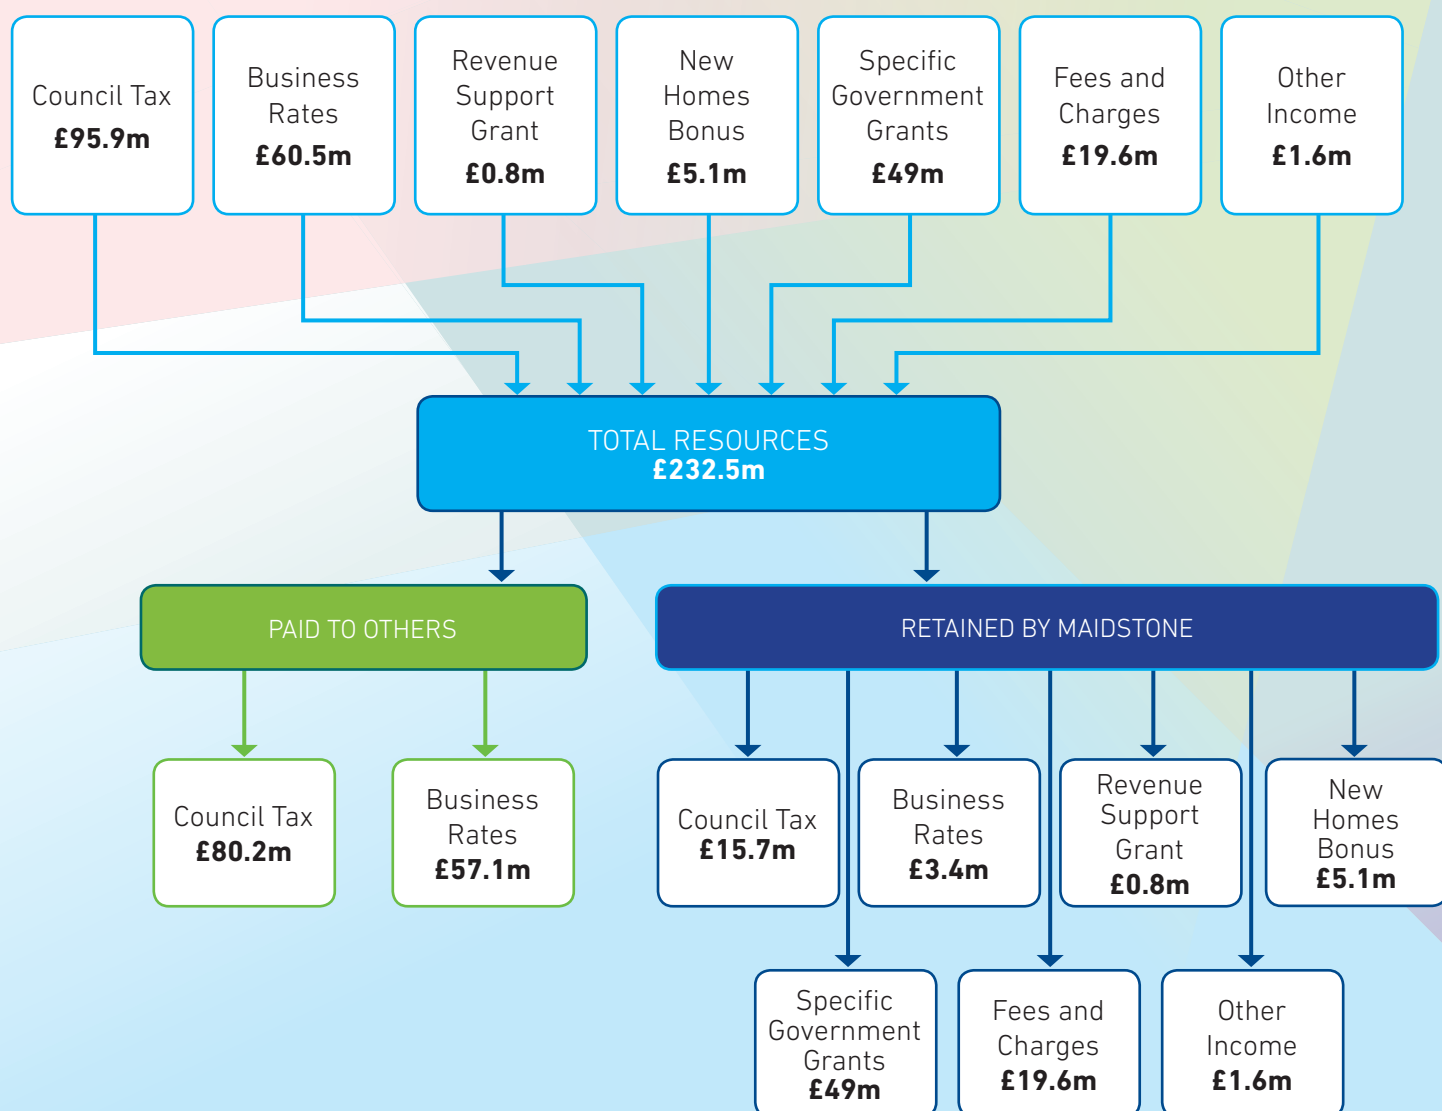 Council Tax
£95.9m
Business
Rates
£60.5m
Revenue
Support
Grant
£0.8m
New
Homes
Bonus
£5.1m
Specific
Government
Grants
£49m
Fees and
Charges
£19.6m
Other
Income
£1.6m
TOTAL RESOURCES
£232.5m
PAID TO OTHERS
RETAINED BY MAIDSTONE
Council Tax
£80.2m
Business
Rates
£57.1m
Council Tax
£15.7m
Business
Rates
£3.4m
Revenue
Support
Grant
£0.8m
New
Homes
Bonus
£5.1m
Specific
Government
Grants
£49m
Fees and
Charges
£19.6m
Other
Income
£1.6m